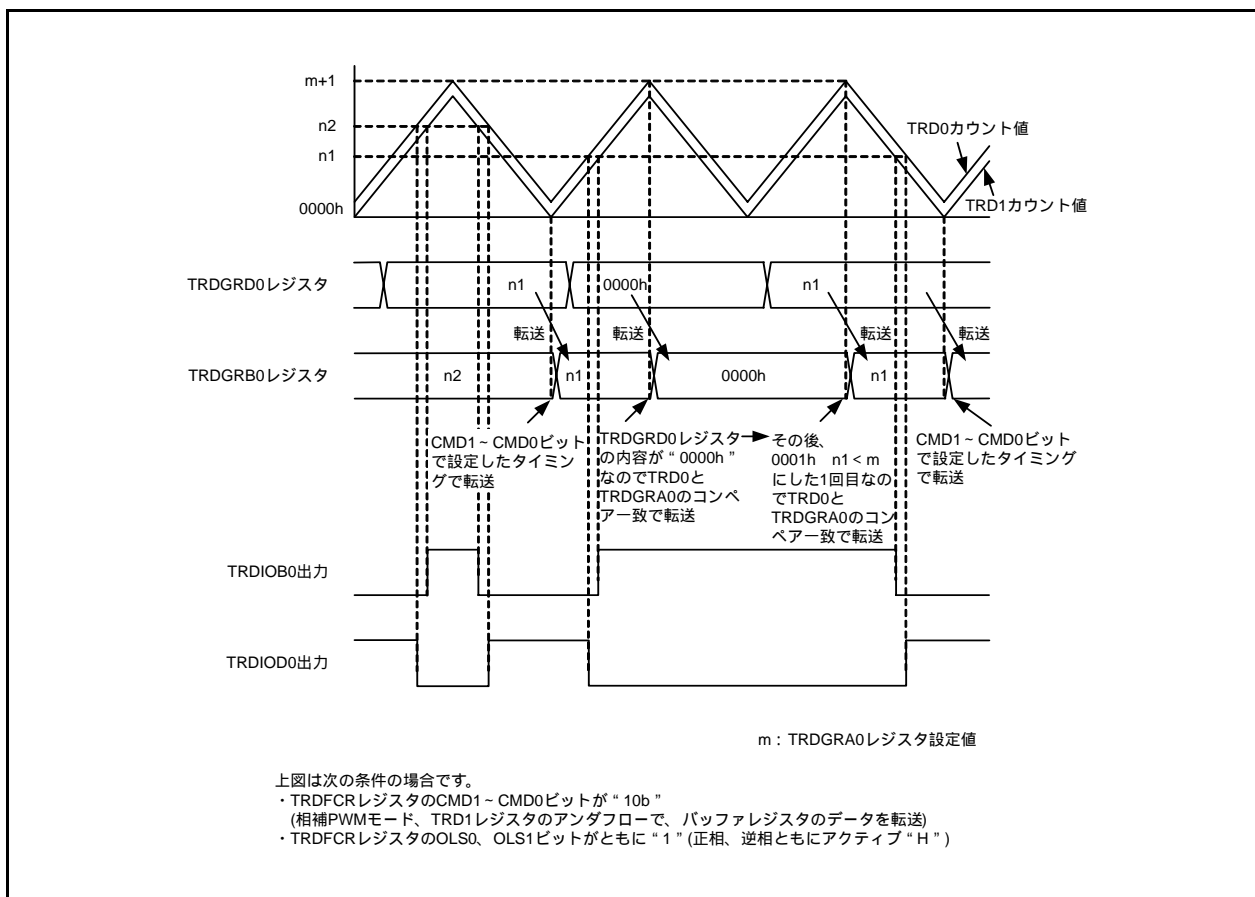 m+1
n2
n1
0000h
TRD0カウント値
TRD1カウント値
TRDGRD0レジスタ
n1
0000h
n1
転送
転送
転送
転送
TRDGRB0レジスタ
n2
n1
0000h
n1
CMD1~CMD0ビット
で設定したタイミン
グで転送
TRDGRD0レジスタ
の内容が“0000h”
なのでTRD0と
TRDGRA0のコンペ
ア一致で転送
その後、
0001h n1<m
にした1回目なの
でTRD0と
TRDGRA0のコン
ペア一致で転送
CMD1~CMD0ビット
で設定したタイミング
で転送
TRDIOB0出力
TRDIOD0出力
m:TRDGRA0レジスタ設定値
上図は次の条件の場合です。
・TRDFCRレジスタのCMD1~CMD0ビットが“10b”
(相補PWMモード、TRD1レジスタのアンダフローで、バッファレジスタのデータを転送)
・TRDFCRレジスタのOLS0、OLS1ビットがともに“1”(正相、逆相ともにアクティブ“H”)